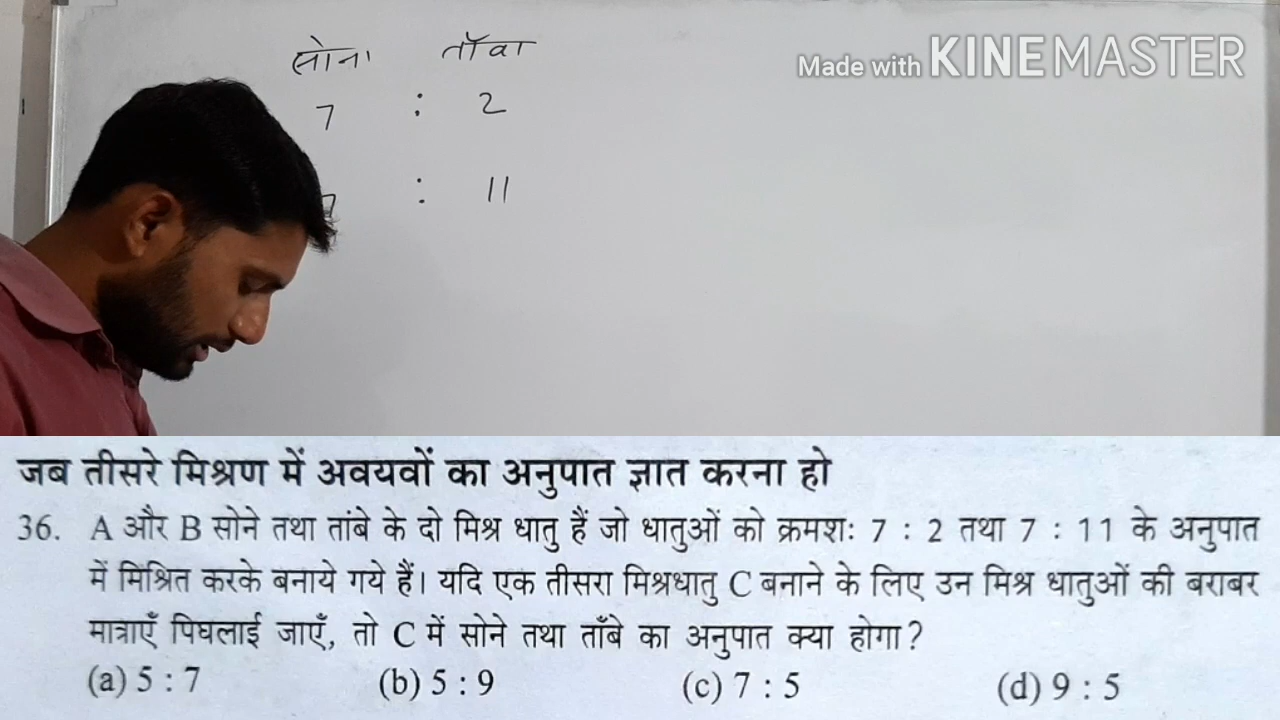 Made with KINEMASTER
सोना ताँवा
7 : 2
7 : 11
जब तीसरे मिश्रण में अवयवों का अनुपात ज्ञात करना हो
36. A और B सोने तथा तांबे के दो मिश्र धातु हैं जो धातुओं को क्रमशः 7 : 2 तथा 7 : 11 के अनुपात
में मिश्रित करके बनाये गये हैं। यदि एक तीसरा मिश्रधातु C बनाने के लिए उन मिश्र धातुओं की बराबर
मात्राएँ पिघलाई जाएँ, तो C में सोने तथा ताँबे का अनुपात क्या होगा?
(a) 5 : 7 (b) 5 : 9 (c) 7 : 5 (d) 9 : 5